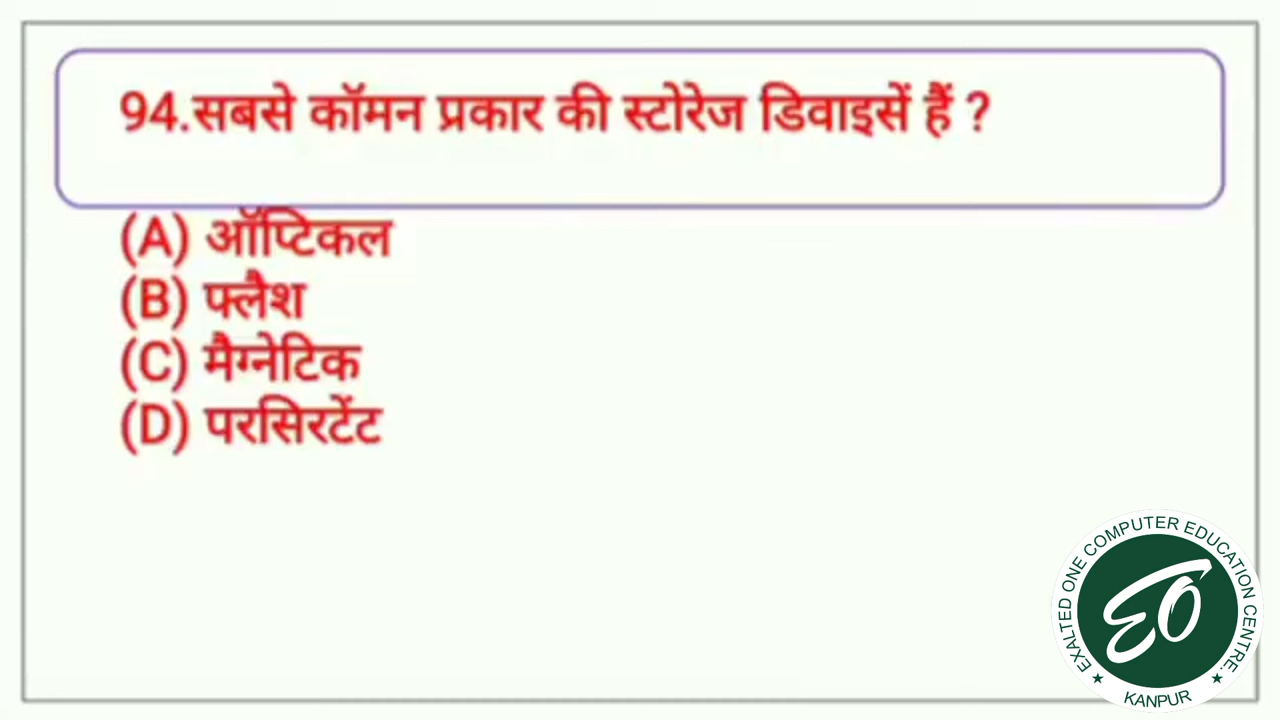 94.सबसे कॉमन प्रकार की स्टोरेज डिवाइसें हैं ?
(A) ऑप्टिकल
(B) फ्लैश
(C) मैग्नेटिक
(D) परसिरटेंट
EXALTED ONE COMPUTER EDUCATION CENTRE.
EO
★ KANPUR ★